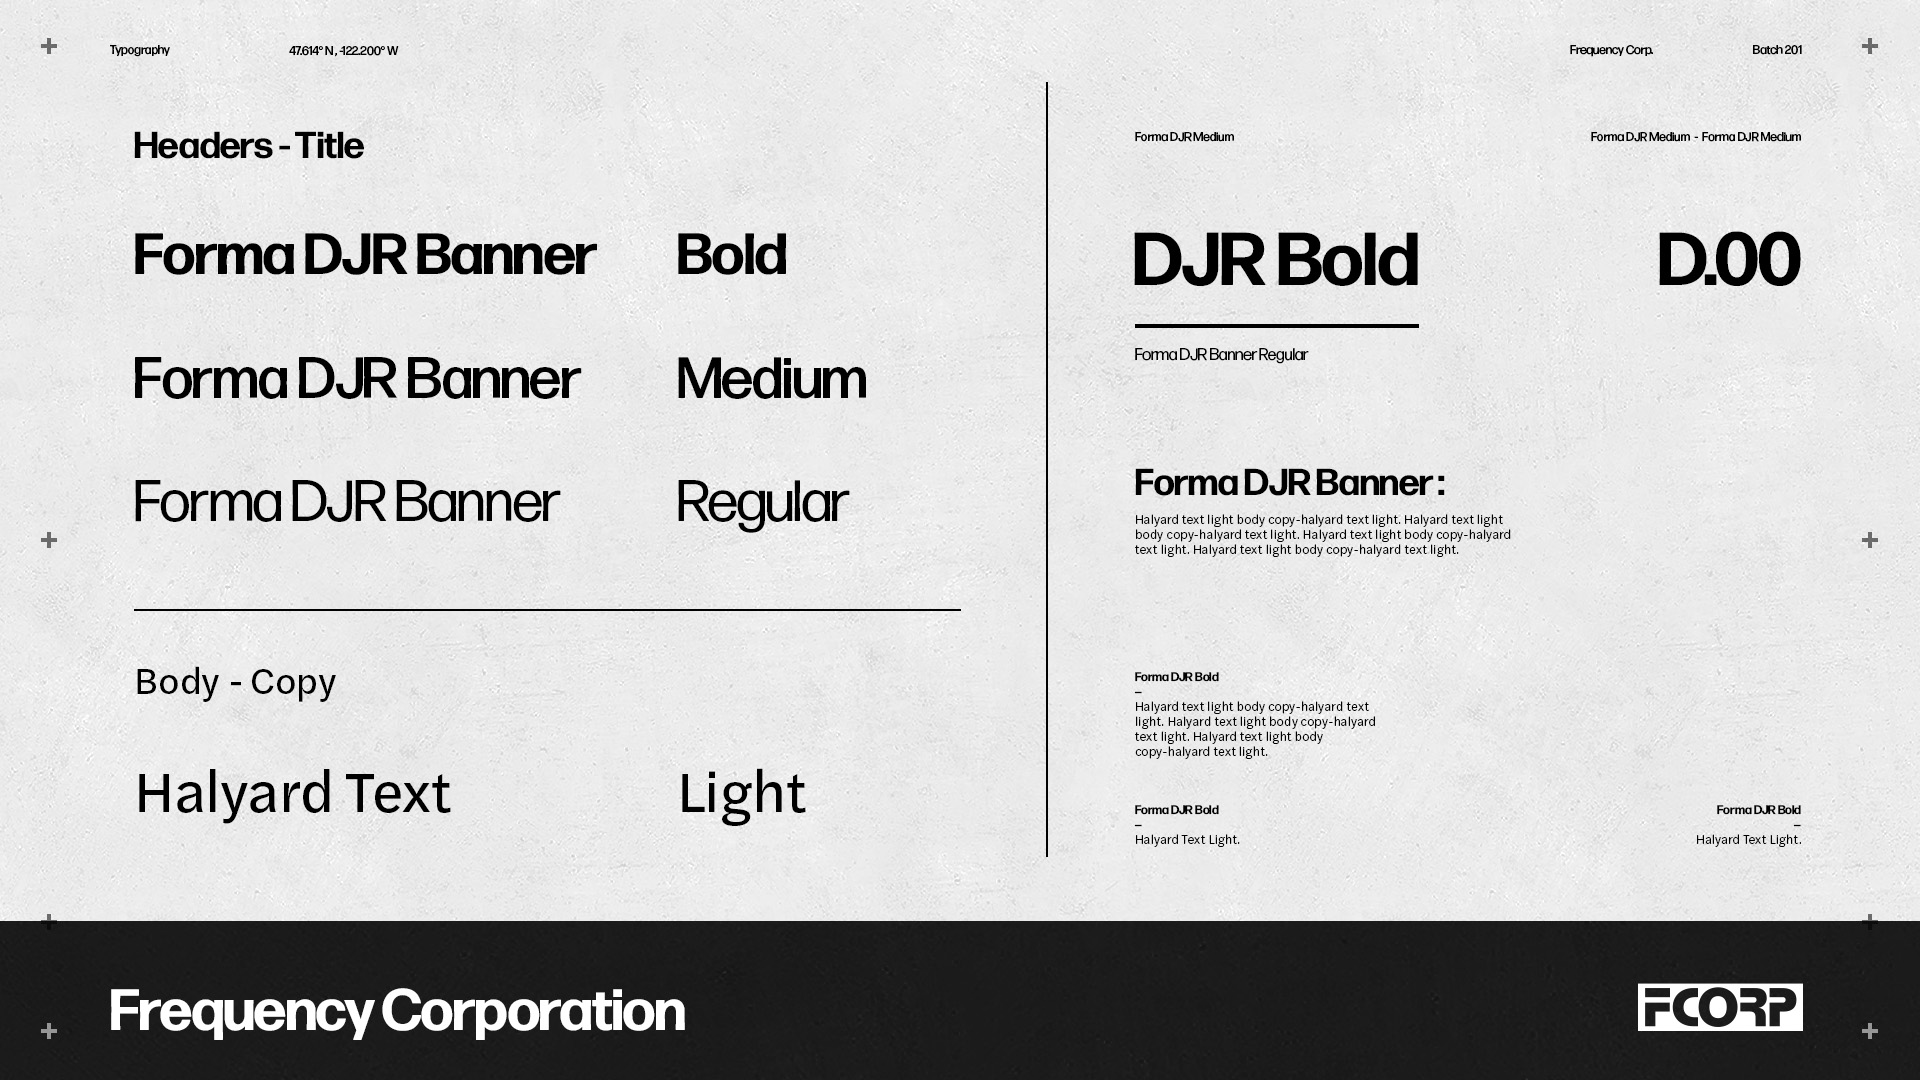 Typography
47.614° N, -122.200° W
Frequency Corp.
Batch 201
Headers - Title
Forma DJR Banner
Bold
Forma DJR Banner
Medium
Forma DJR Banner
Regular
Body - Copy
Halyard Text
Light
Forma DJR Medium
Forma DJR Medium - Forma DJR Medium
DJR Bold
D.00
Forma DJR Banner Regular
Forma DJR Banner :
Halyard text light body copy-halyard text light. Halyard text light
body copy-halyard text light. Halyard text light body copy-halyard
text light. Halyard text light body copy-halyard text light.
Forma DJR Bold
–
Halyard text light body copy-halyard text
light. Halyard text light body copy-halyard
text light. Halyard text light body
copy-halyard text light.
Forma DJR Bold
–
Halyard Text Light.
Forma DJR Bold
–
Halyard Text Light.
Frequency Corporation
FCORP